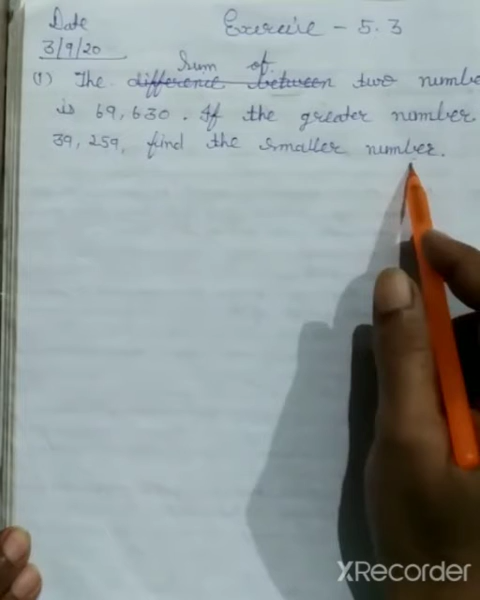 Date
Exercise - 5.3
3/9/20
Sum of
(1) The difference between two numbe
is 69,630. If the greater number
39,259, find the smaller number.
XRecorder